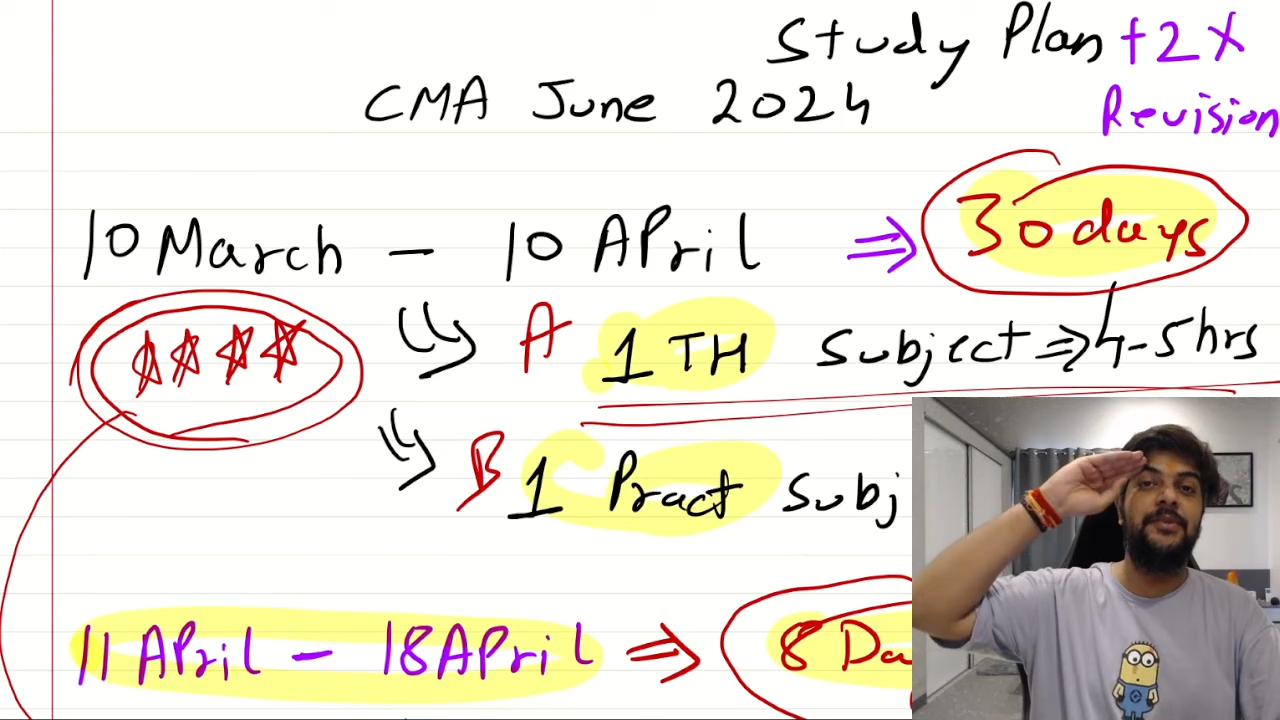 Study Plan + 2X
CMA June 2024 Revision
10 March - 10 April ⇒ 30 days
A 1 TH Subject ⇒ 4-5 hrs
B 1 Pract Subj
11 April - 18 April ⇒ 8 Da